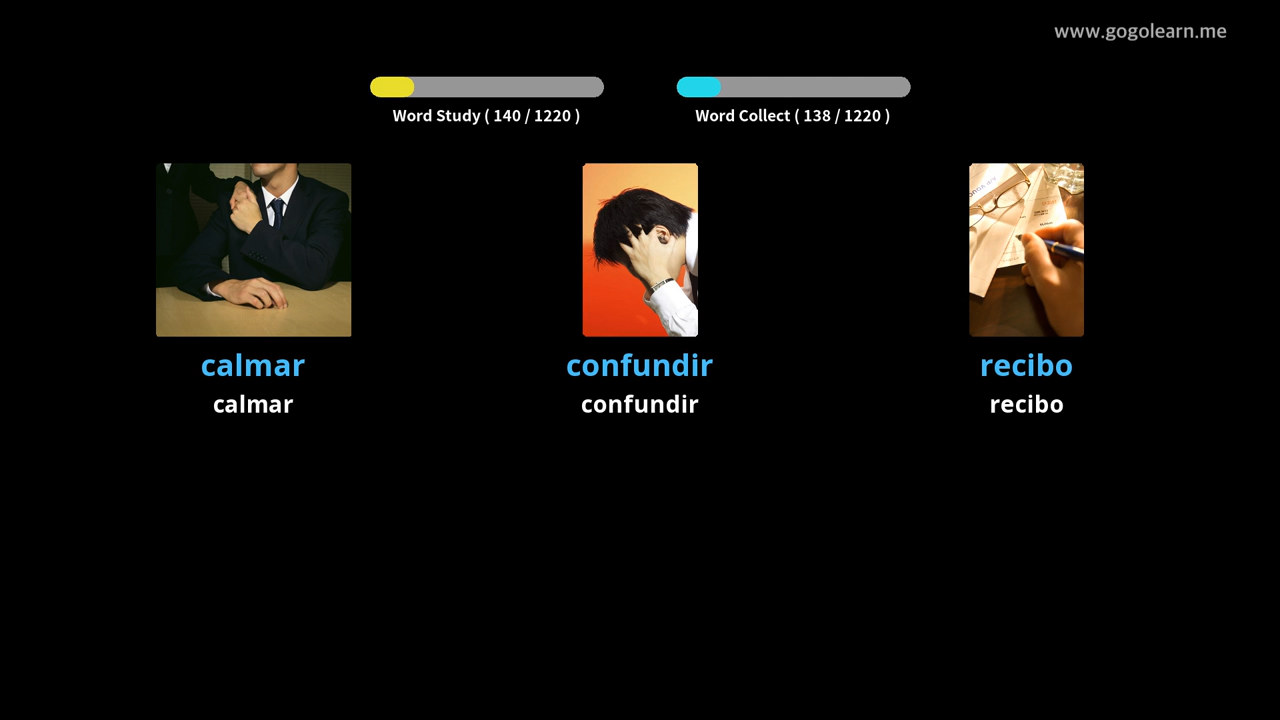 www.gogolearn.me
Word Study ( 140 / 1220 )
Word Collect ( 138 / 1220 )
calmar
confundir
recibo
calmar
confundir
recibo